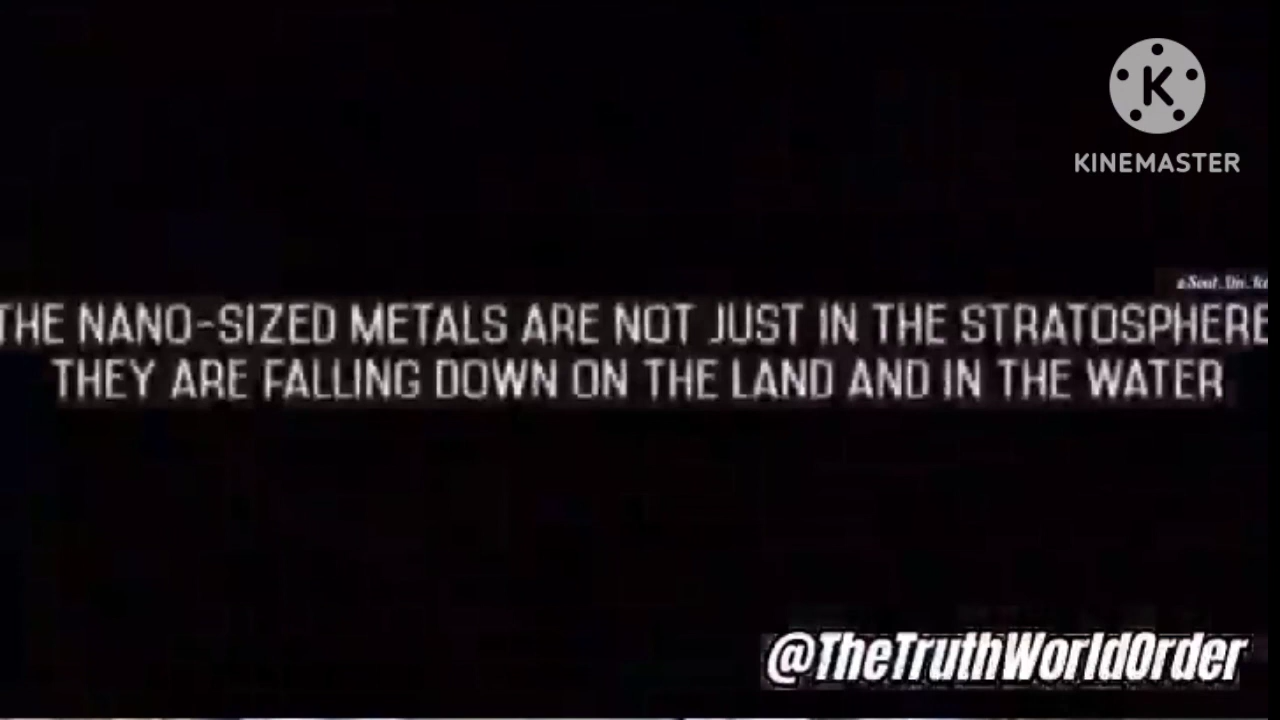 KINEMASTER
THE NANO-SIZED METALS ARE NOT JUST IN THE STRATOSPHERE
THEY ARE FALLING DOWN ON THE LAND AND IN THE WATER
@TheTruthWorldOrder